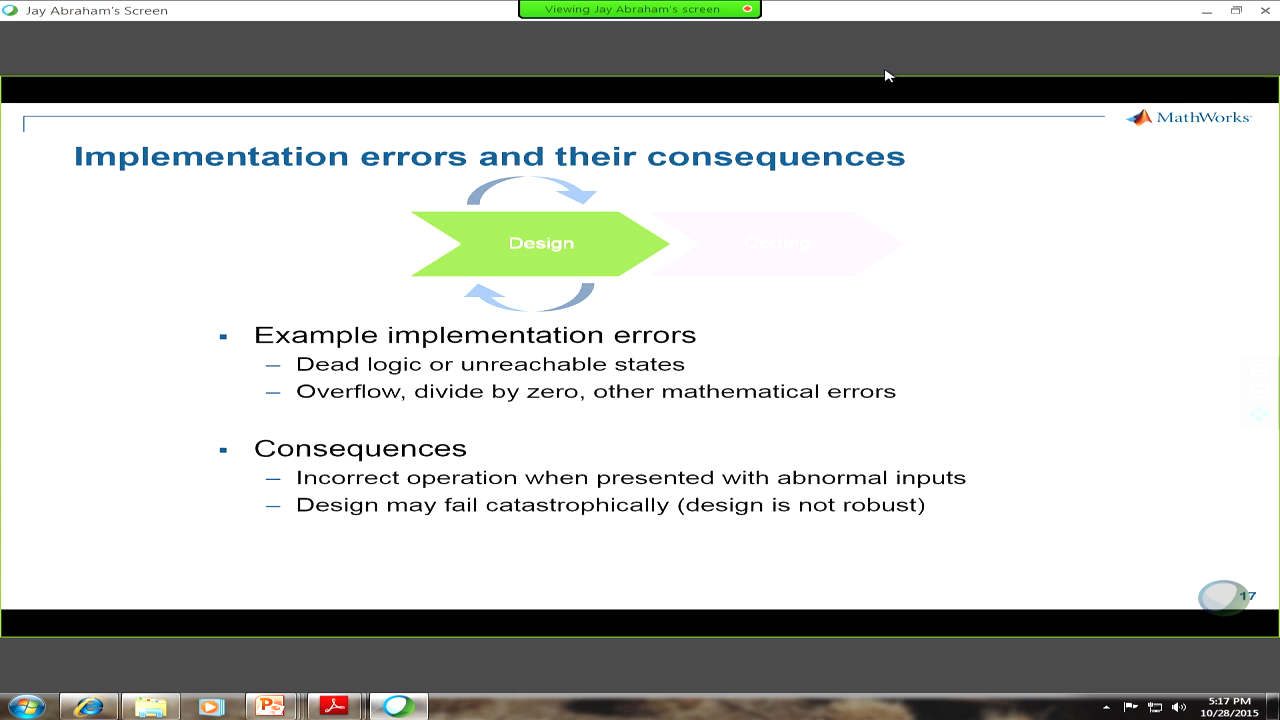 Jay Abraham's Screen
Viewing Jay Abraham's screen
MathWorks
Implementation errors and their consequences
Design
Coding
Example implementation errors
– Dead logic or unreachable states
– Overflow, divide by zero, other mathematical errors
Consequences
– Incorrect operation when presented with abnormal inputs
– Design may fail catastrophically (design is not robust)
17
5:17 PM
10/28/2015